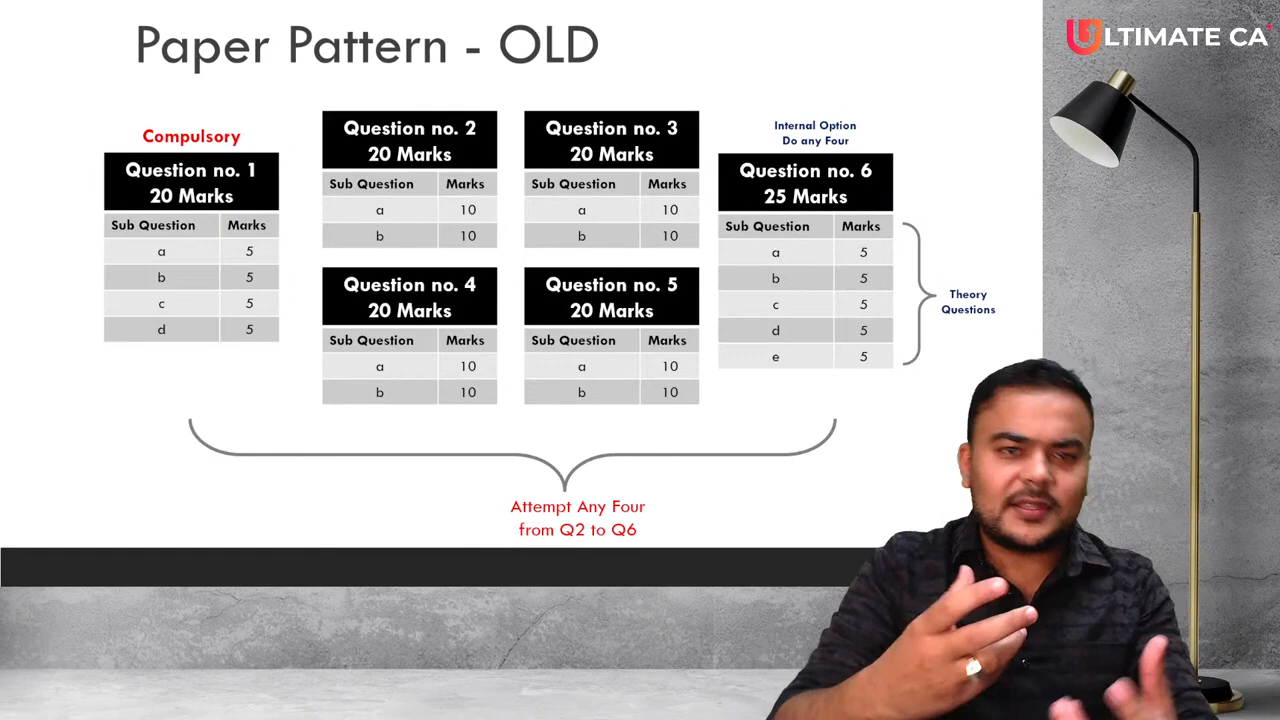 Paper Pattern - OLD
ULTIMATE CA
Compulsory
Question no. 1
20 Marks
Sub Question Marks
a 5
b 5
c 5
d 5
Question no. 2
20 Marks
Sub Question Marks
a 10
b 10
Question no. 3
20 Marks
Sub Question Marks
a 10
b 10
Question no. 4
20 Marks
Sub Question Marks
a 10
b 10
Question no. 5
20 Marks
Sub Question Marks
a 10
b 10
Internal Option
Do any Four
Question no. 6
25 Marks
Sub Question Marks
a 5
b 5
c 5
d 5
e 5
Theory
Questions
Attempt Any Four
from Q2 to Q6